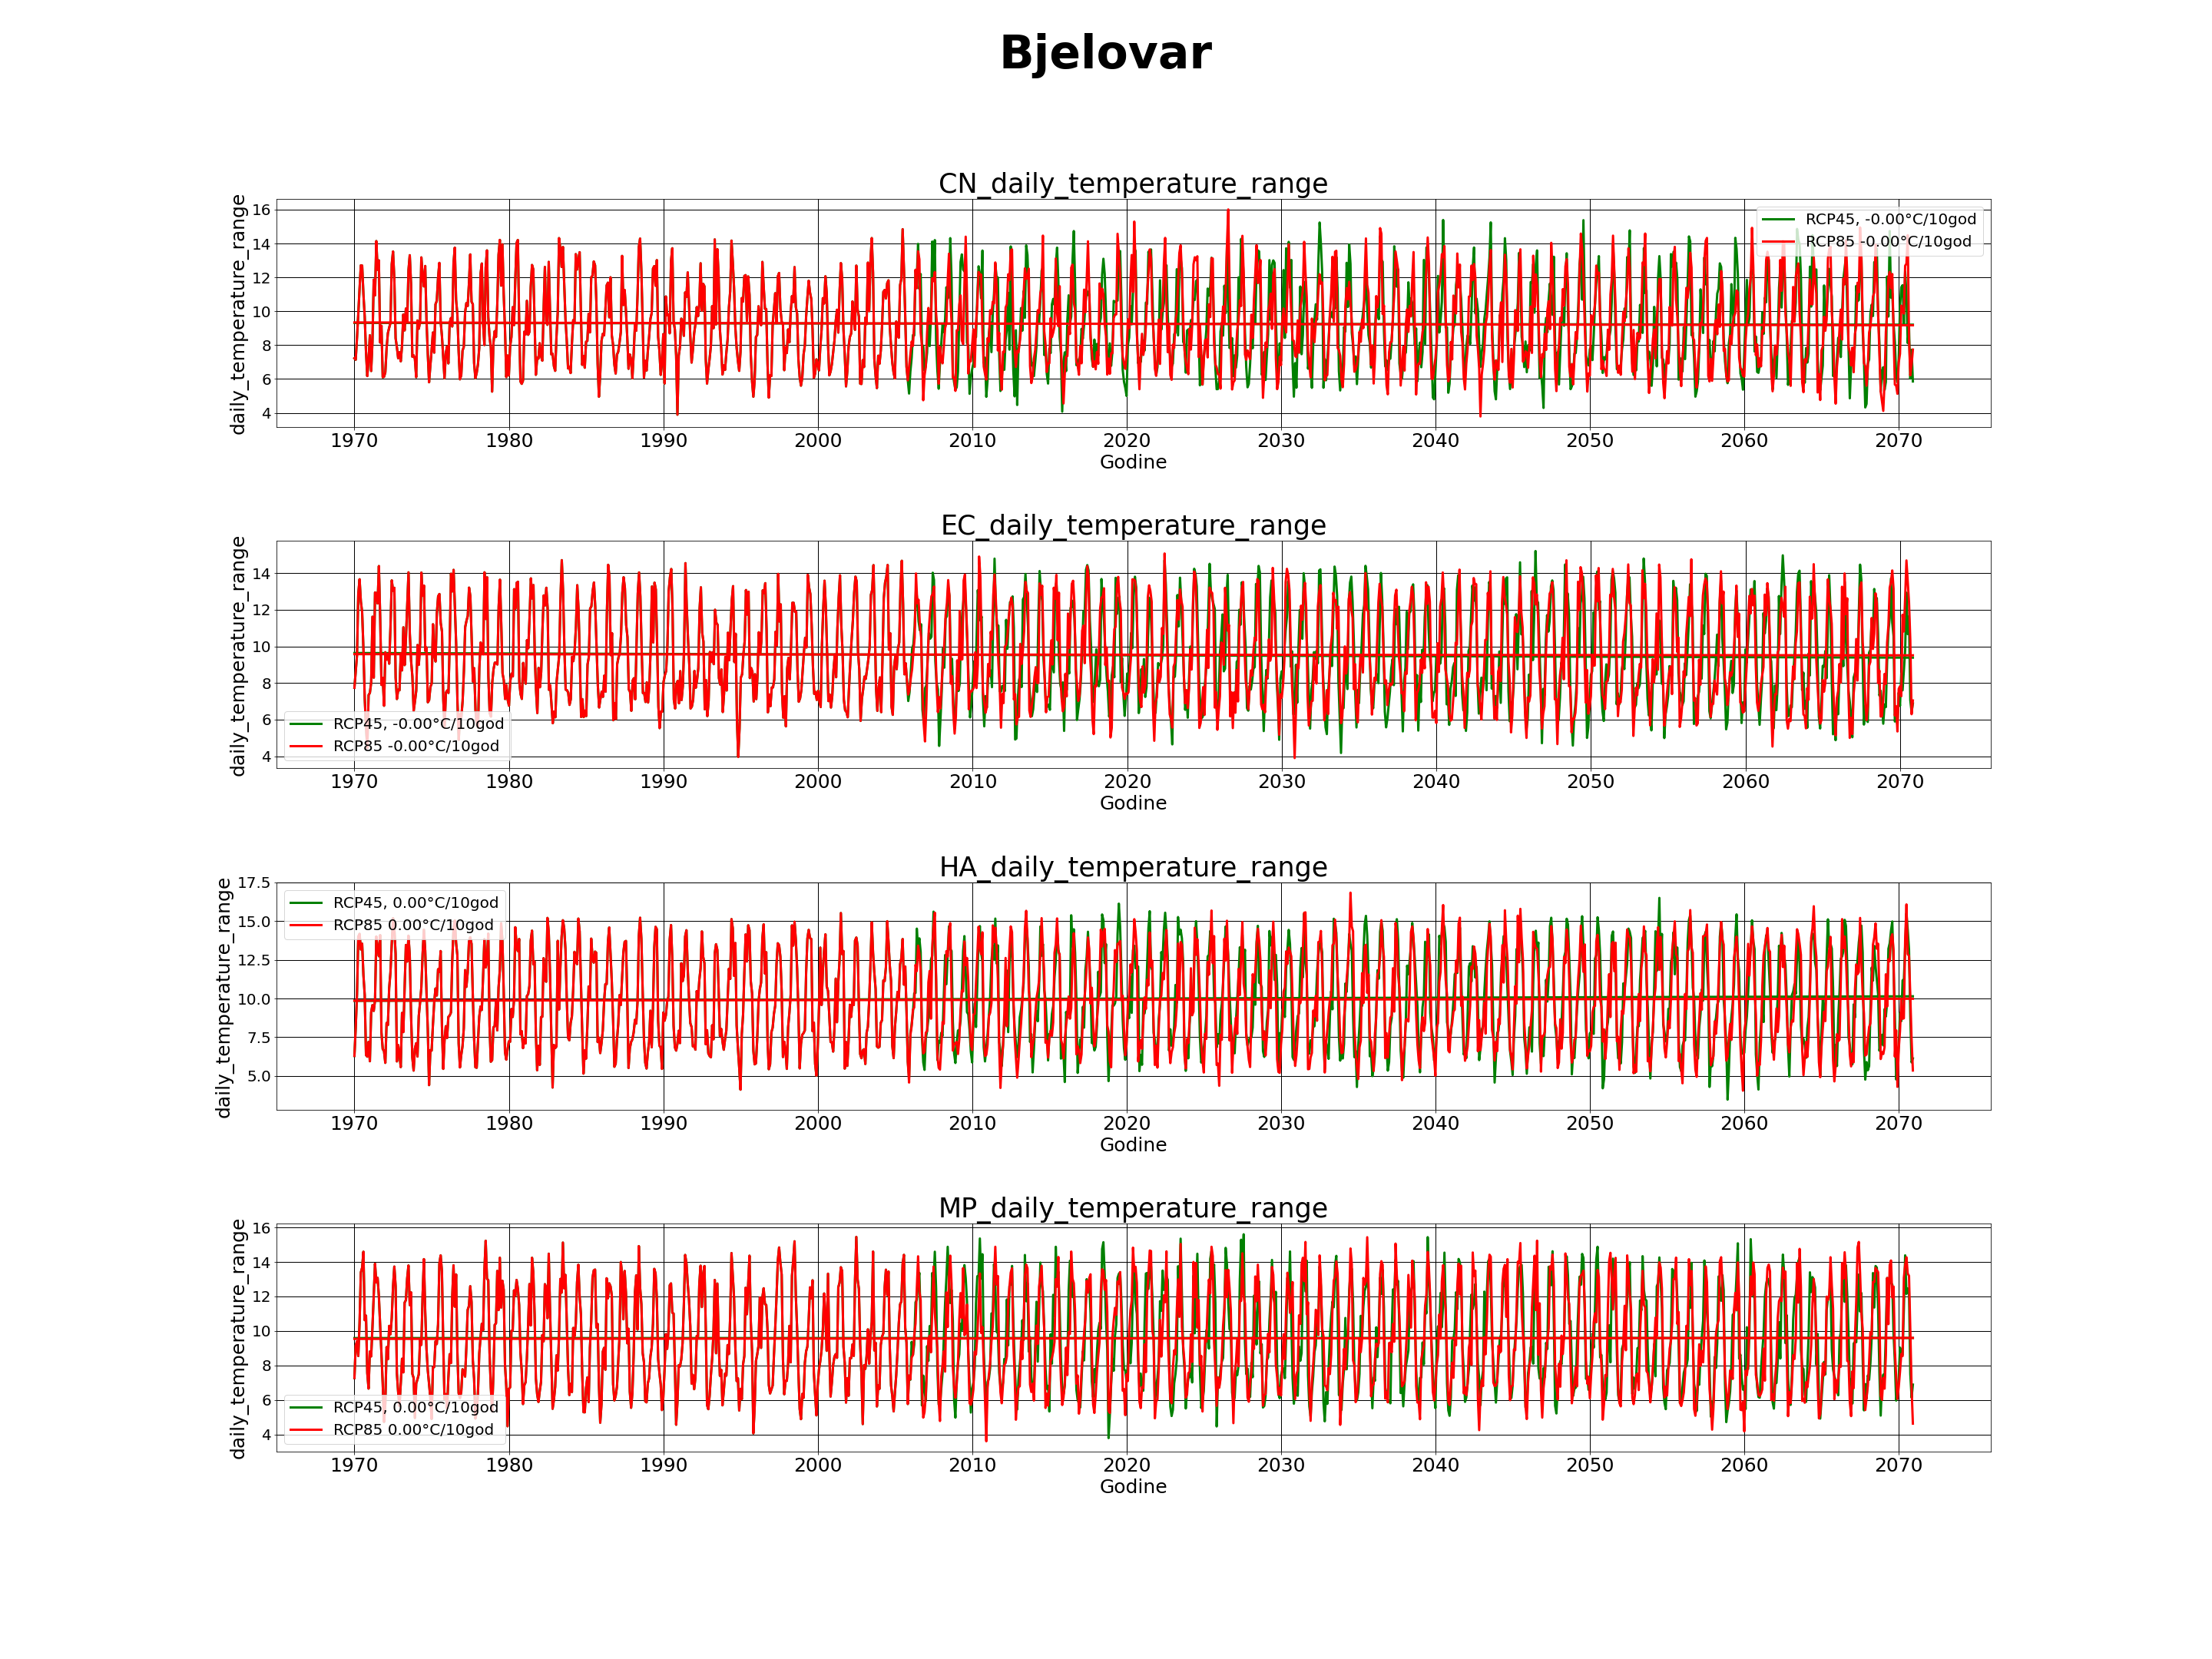 Bjelovar
CN_daily_temperature_range
daily_temperature_range
16
14
12
10
8
6
4
RCP45, -0.00°C/10god
RCP85 -0.00°C/10god
1970 1980 1990 2000 2010 2020 2030 2040 2050 2060 2070
Godine
EC_daily_temperature_range
daily_temperature_range
14
12
10
8
6
4
RCP45, -0.00°C/10god
RCP85 -0.00°C/10god
1970 1980 1990 2000 2010 2020 2030 2040 2050 2060 2070
Godine
HA_daily_temperature_range
daily_temperature_range
17.5
15.0
12.5
10.0
7.5
5.0
RCP45, 0.00°C/10god
RCP85 0.00°C/10god
1970 1980 1990 2000 2010 2020 2030 2040 2050 2060 2070
Godine
MP_daily_temperature_range
daily_temperature_range
16
14
12
10
8
6
4
RCP45, 0.00°C/10god
RCP85 0.00°C/10god
1970 1980 1990 2000 2010 2020 2030 2040 2050 2060 2070
Godine